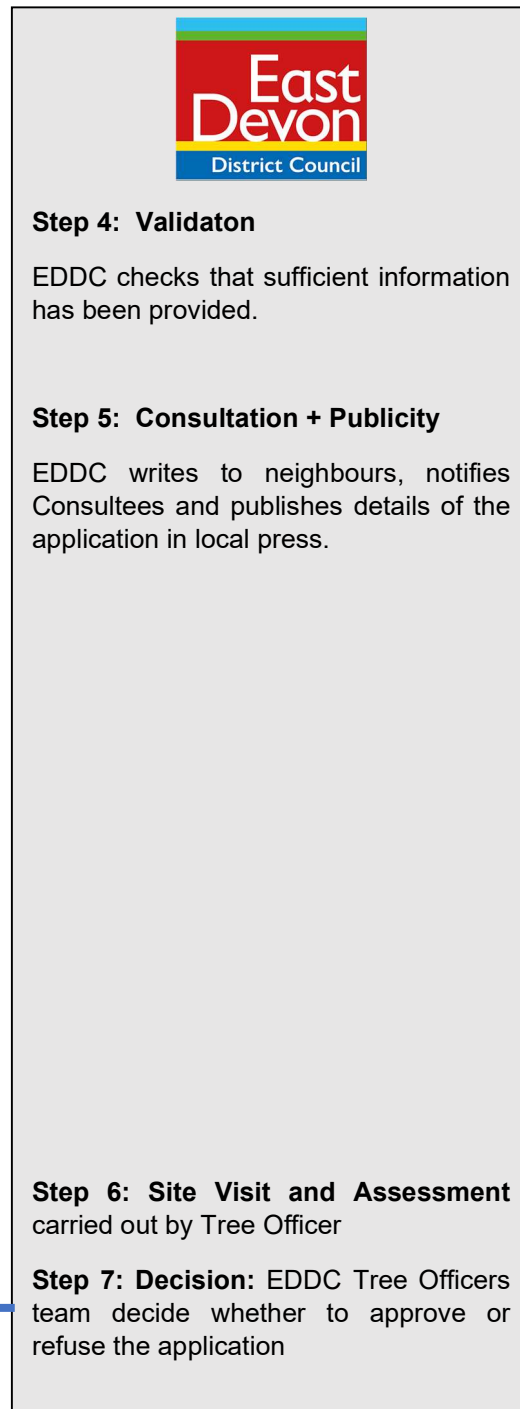 East
Devon
District Council
Step 4: Validaton
EDDC checks that sufficient information
has been provided.
Step 5: Consultation + Publicity
EDDC writes to neighbours, notifies
Consultees and publishes details of the
application in local press.
Step 6: Site Visit and Assessment
carried out by Tree Officer
Step 7: Decision: EDDC Tree Officers
team decide whether to approve or
refuse the application